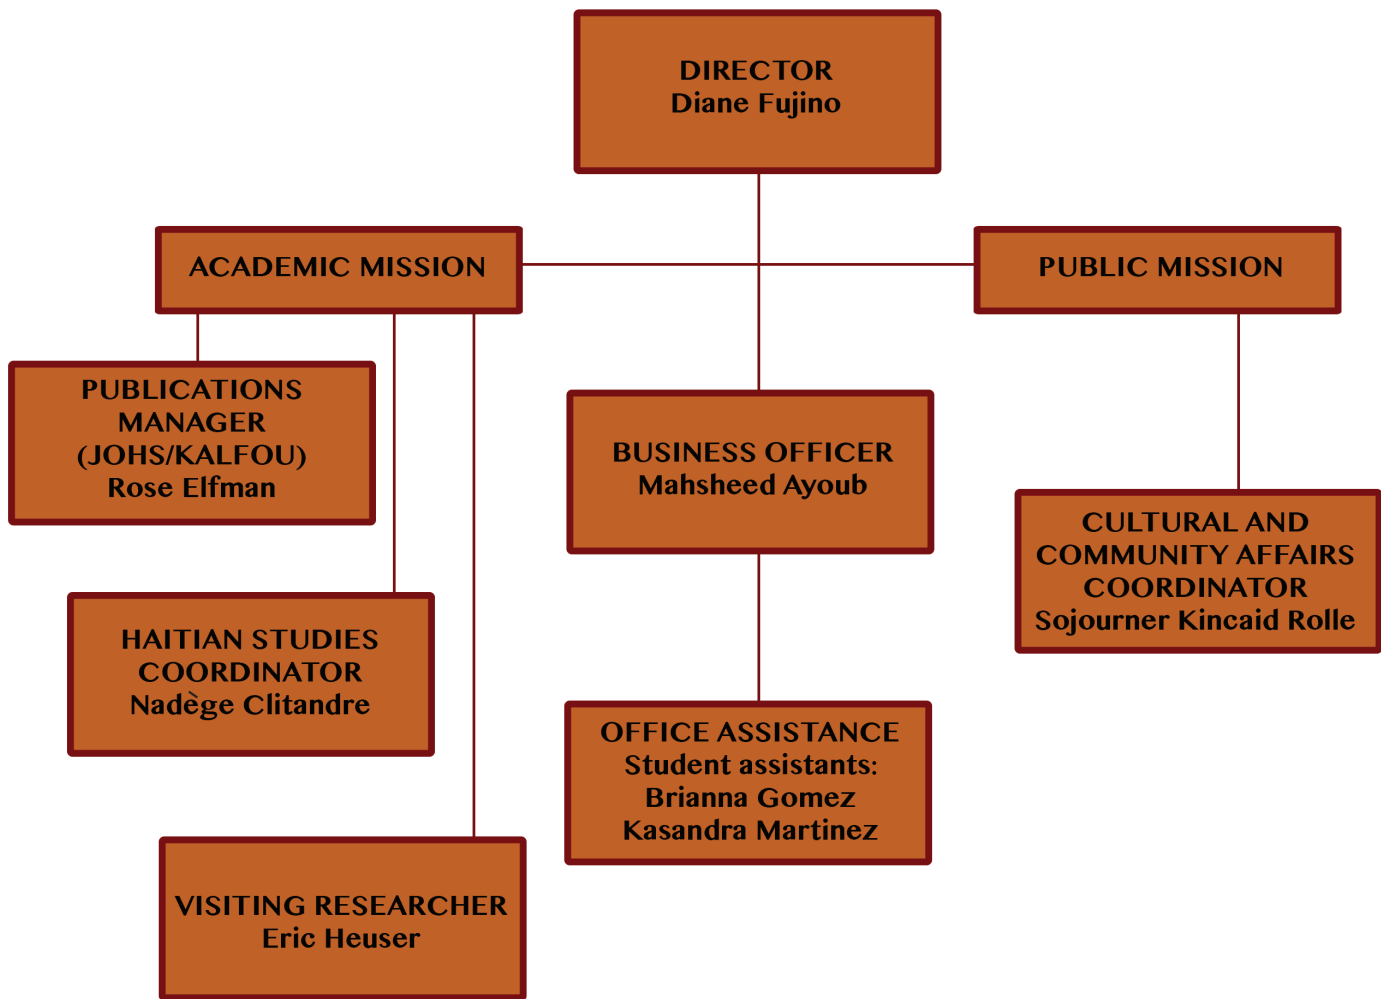 DIRECTOR
Diane Fujino
ACADEMIC MISSION
PUBLIC MISSION
PUBLICATIONS
MANAGER
(JOHS/KALFOU)
Rose Elfman
BUSINESS OFFICER
Mahsheed Ayoub
CULTURAL AND
COMMUNITY AFFAIRS
COORDINATOR
Sojourner Kincaid Rolle
HAITIAN STUDIES
COORDINATOR
Nadège Clitandre
OFFICE ASSISTANCE
Student assistants:
Brianna Gomez
Kasandra Martinez
VISITING RESEARCHER
Eric Heuser